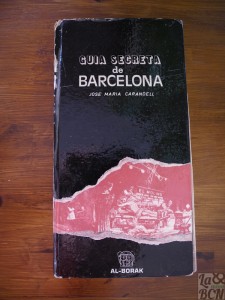 GUIA SECRETA
de
BARCELONA
JOSE MARIA CARANDELL
AL-BORAK
La&
BCN